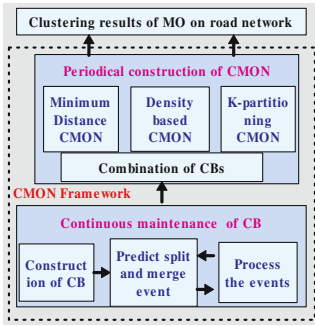 Clustering results of MO on road network
Periodical construction of CMON
Minimum
Distance
CMON
Density
based
CMON
K-partitio
ning CMON
Combination of CBs
CMON Framework
Continuous maintenance of CB
Construct
ion of CB
Predict split
and merge
event
Process
the events